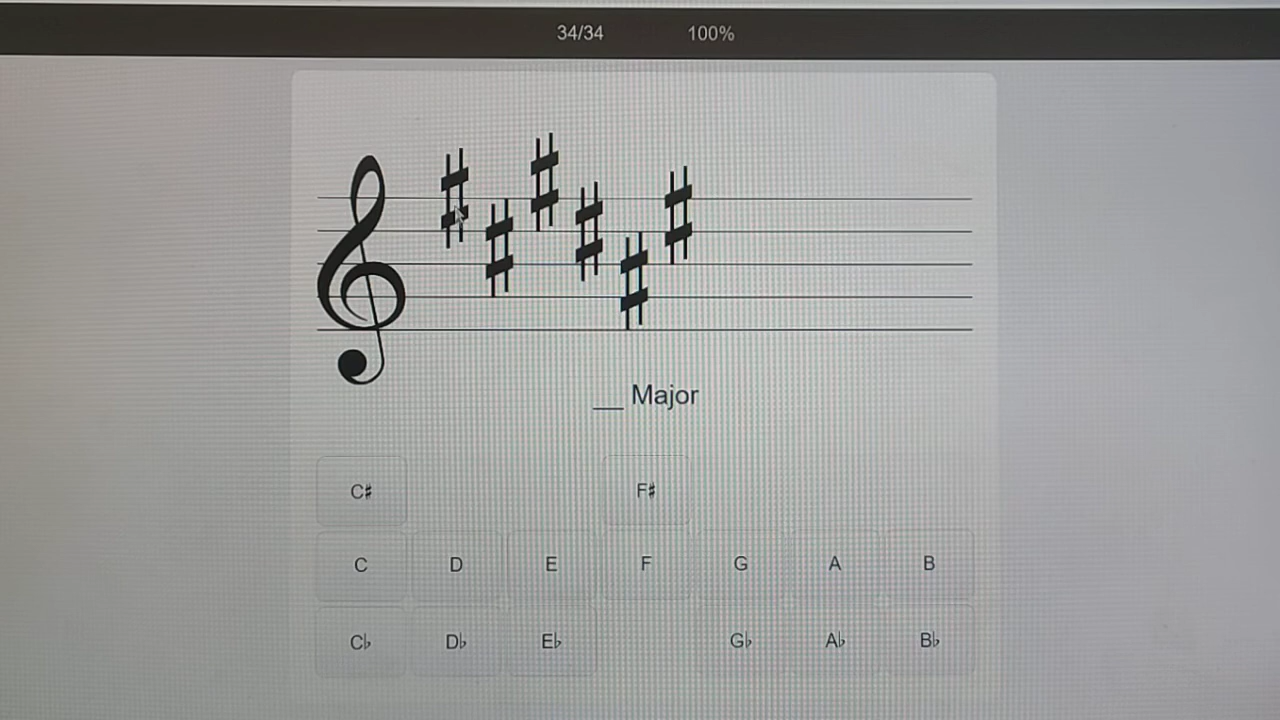 34/34 100%
__ Major
C♯ F♯
C D E F G A B
C♭ D♭ E♭ G♭ A♭ B♭